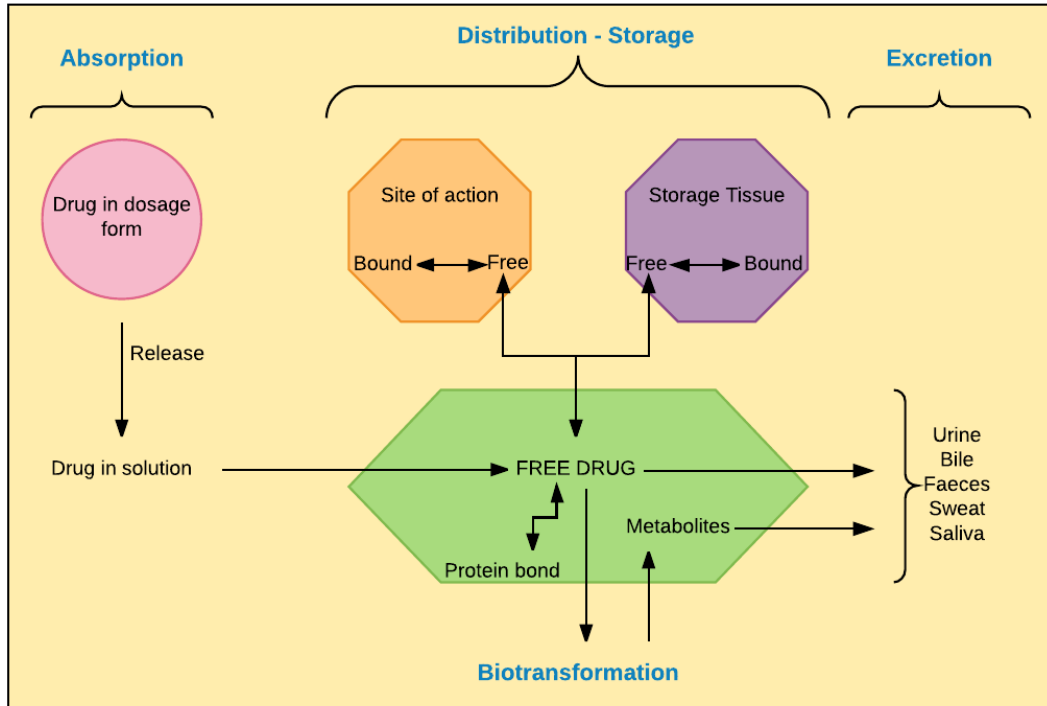 Absorption
Distribution - Storage
Excretion
Drug in dosage
form
Site of action
Bound
Free
Storage Tissue
Free
Bound
Release
Drug in solution
FREE DRUG
Metabolites
Protein bond
Urine
Bile
Faeces
Sweat
Saliva
Biotransformation